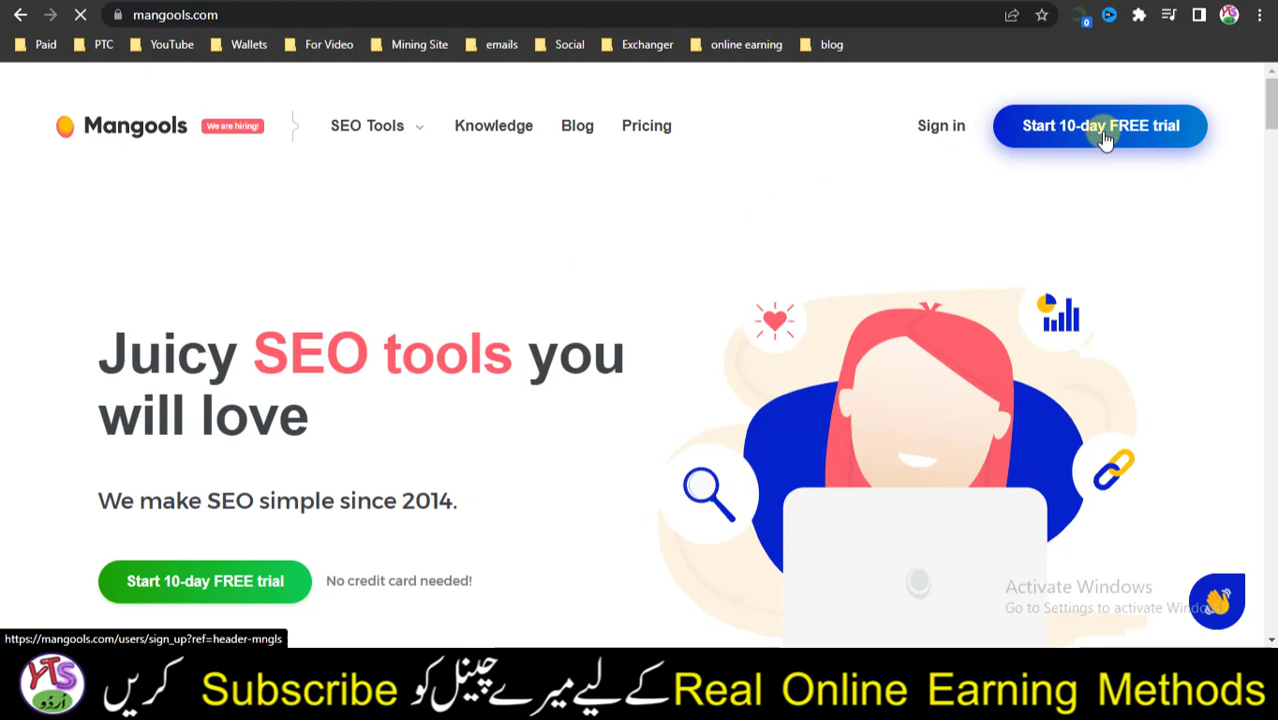 mangools.com
0
Paid PTC YouTube Wallets For Video Mining Site emails Social Exchanger online earning blog
Mangools We are hiring! SEO Tools Knowledge Blog Pricing Sign in Start 10-day FREE trial
Juicy SEO tools you
will love
We make SEO simple since 2014.
Start 10-day FREE trial No credit card needed!
Activate Windows
Go to Settings to activate Windo
https://mangools.com/users/sign_up?ref=header-mngls
YTS
اردو
Real Online Earning Methods کے لیے میرے چینل کو Subscribe کریں